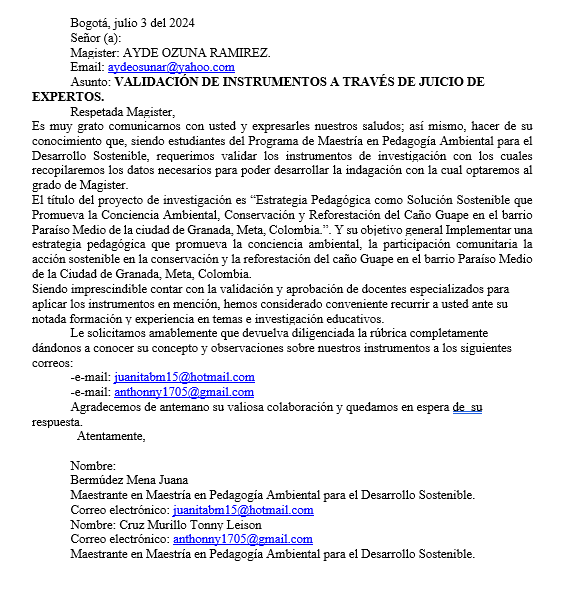 Bogotá, julio 3 del 2024
Señor (a):
Magister: AYDE OZUNA RAMIREZ.
Email: aydeosunar@yahoo.com
Asunto: VALIDACIÓN DE INSTRUMENTOS A TRAVÉS DE JUICIO DE
EXPERTOS.
Respetada Magister,
Es muy grato comunicarnos con usted y expresarles nuestros saludos; así mismo, hacer de su
conocimiento que, siendo estudiantes del Programa de Maestría en Pedagogía Ambiental para el
Desarrollo Sostenible, requerimos validar los instrumentos de investigación con los cuales
recopilaremos los datos necesarios para poder desarrollar la indagación con la cual optaremos al
grado de Magister.
El título del proyecto de investigación es “Estrategia Pedagógica como Solución Sostenible que
Promueva la Conciencia Ambiental, Conservación y Reforestación del Caño Guape en el barrio
Paraíso Medio de la ciudad de Granada, Meta, Colombia.”. Y su objetivo general Implementar una
estrategia pedagógica que promueva la conciencia ambiental, la participación comunitaria la
acción sostenible en la conservación y la reforestación del caño Guape en el barrio Paraíso Medio
de la Ciudad de Granada, Meta, Colombia.
Siendo imprescindible contar con la validación y aprobación de docentes especializados para
aplicar los instrumentos en mención, hemos considerado conveniente recurrir a usted ante su
notada formación y experiencia en temas e investigación educativos.
Le solicitamos amablemente que devuelva diligenciada la rúbrica completamente
dándonos a conocer su concepto y observaciones sobre nuestros instrumentos a los siguientes
correos:
-e-mail: juanitabm15@hotmail.com
-e-mail: anthonny1705@gmail.com
Agradecemos de antemano su valiosa colaboración y quedamos en espera de su
respuesta.
Atentamente,
Nombre:
Bermúdez Mena Juana
Maestrante en Maestría en Pedagogía Ambiental para el Desarrollo Sostenible.
Correo electrónico: juanitabm15@hotmail.com
Nombre: Cruz Murillo Tonny Leison
Correo electrónico: anthonny1705@gmail.com
Maestrante en Maestría en Pedagogía Ambiental para el Desarrollo Sostenible.